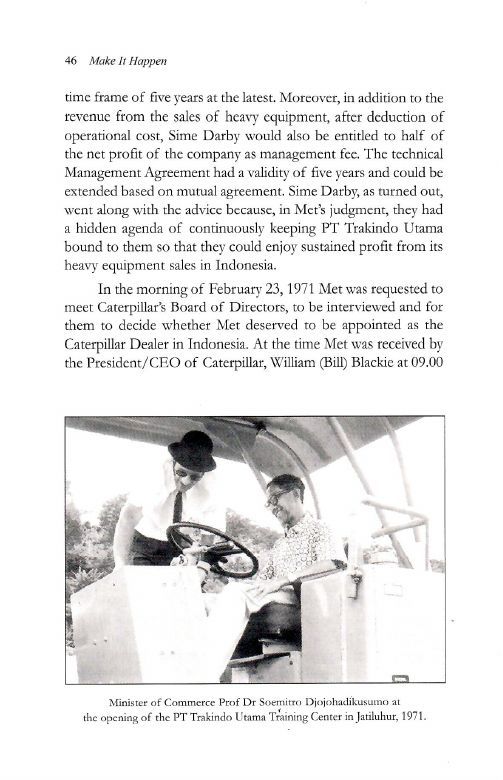 46 Make It Happen
time frame of five years at the latest. Moreover, in addition to the
revenue from the sales of heavy equipment, after deduction of
operational cost, Sime Darby would also be entitled to half of
the net profit of the company as management fee. The technical
Management Agreement had a validity of five years and could be
extended based on mutual agreement. Sime Darby, as turned out,
went along with the advice because, in Met's judgment, they had
a hidden agenda of continuously keeping PT Trakindo Utama
bound to them so that they could enjoy sustained profit from its
heavy equipment sales in Indonesia.
In the morning of February 23, 1971 Met was requested to
meet Caterpillar's Board of Directors, to be interviewed and for
them to decide whether Met deserved to be appointed as the
Caterpillar Dealer in Indonesia. At the time Met was received by
the President/CEO of Caterpillar, William (Bill) Blackie at 09.00
Minister of Commerce Prof Dr Soemitro Djojohadikusumo at
the opening of the PT Trakindo Utama Training Center in Jatiluhur, 1971.